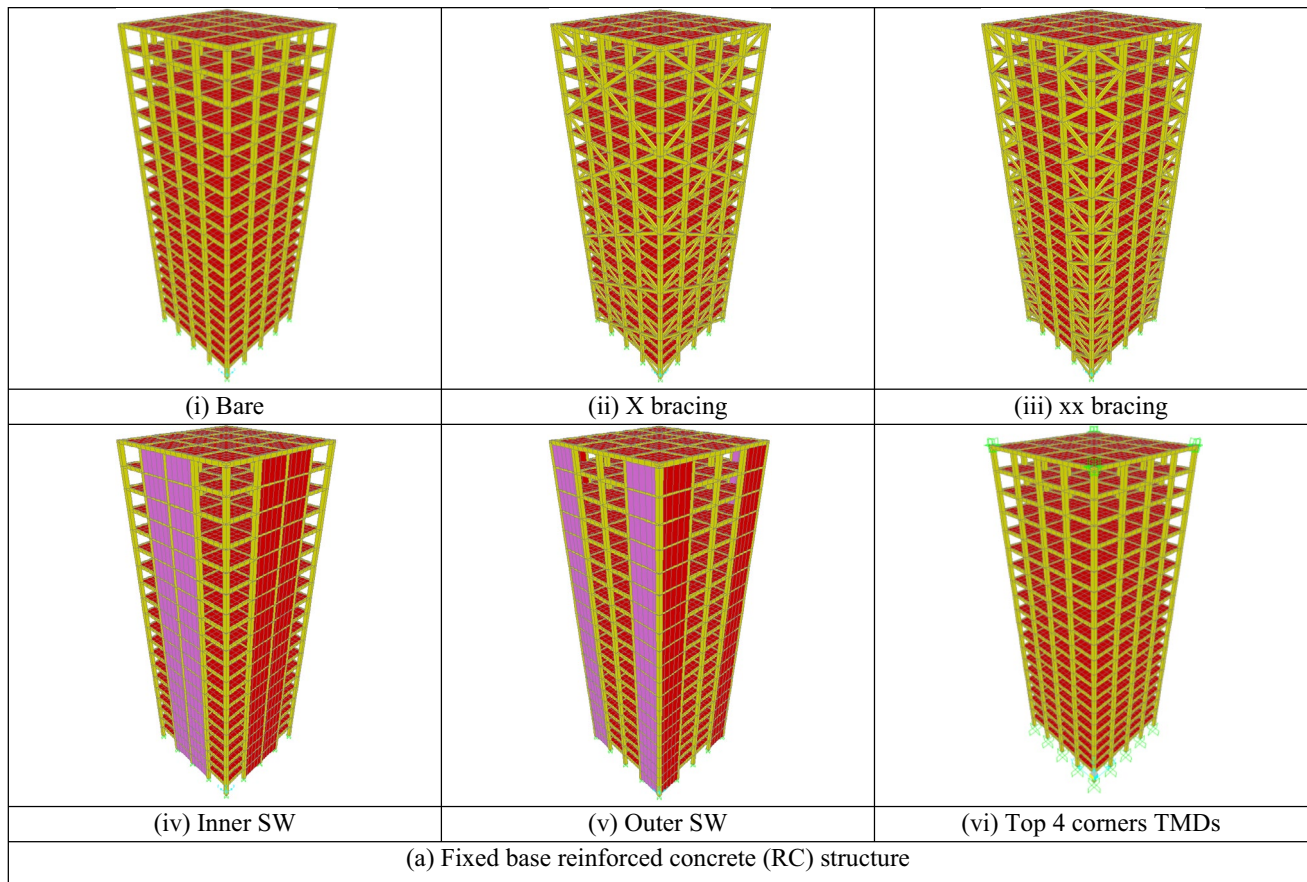 (i) Bare
(ii) X bracing
(iii) xx bracing
(iv) Inner SW
(v) Outer SW
(vi) Top 4 corners TMDs
(a) Fixed base reinforced concrete (RC) structure